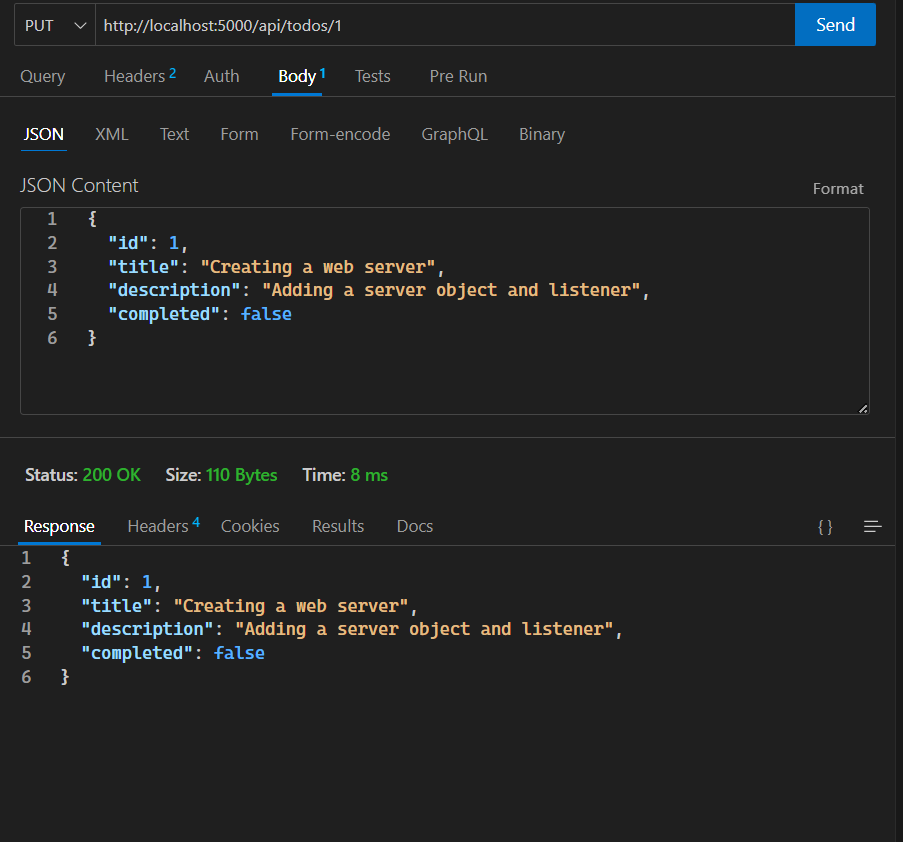 PUT http://localhost:5000/api/todos/1 Send
Query Headers 2 Auth Body 1 Tests Pre Run
JSON XML Text Form Form-encode GraphQL Binary
JSON Content Format
1 {
2 "id": 1,
3 "title": "Creating a web server",
4 "description": "Adding a server object and listener",
5 "completed": false
6 }
Status: 200 OK Size: 110 Bytes Time: 8 ms
Response Headers 4 Cookies Results Docs { }
1 {
2 "id": 1,
3 "title": "Creating a web server",
4 "description": "Adding a server object and listener",
5 "completed": false
6 }